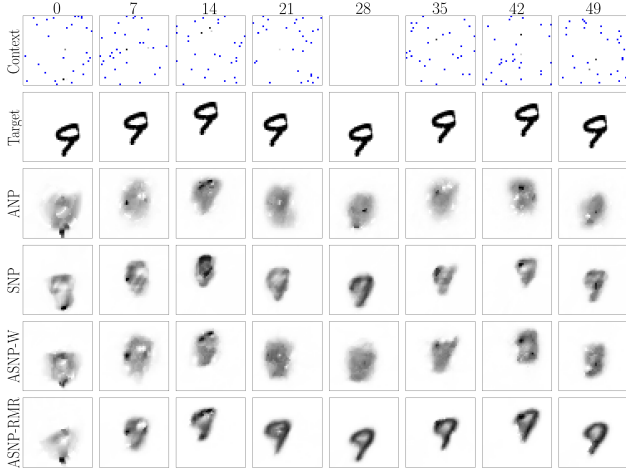 0 7 14 21 28 35 42 49
Context
Target
ANP
SNP
ASNP-W
ASNP-RMR